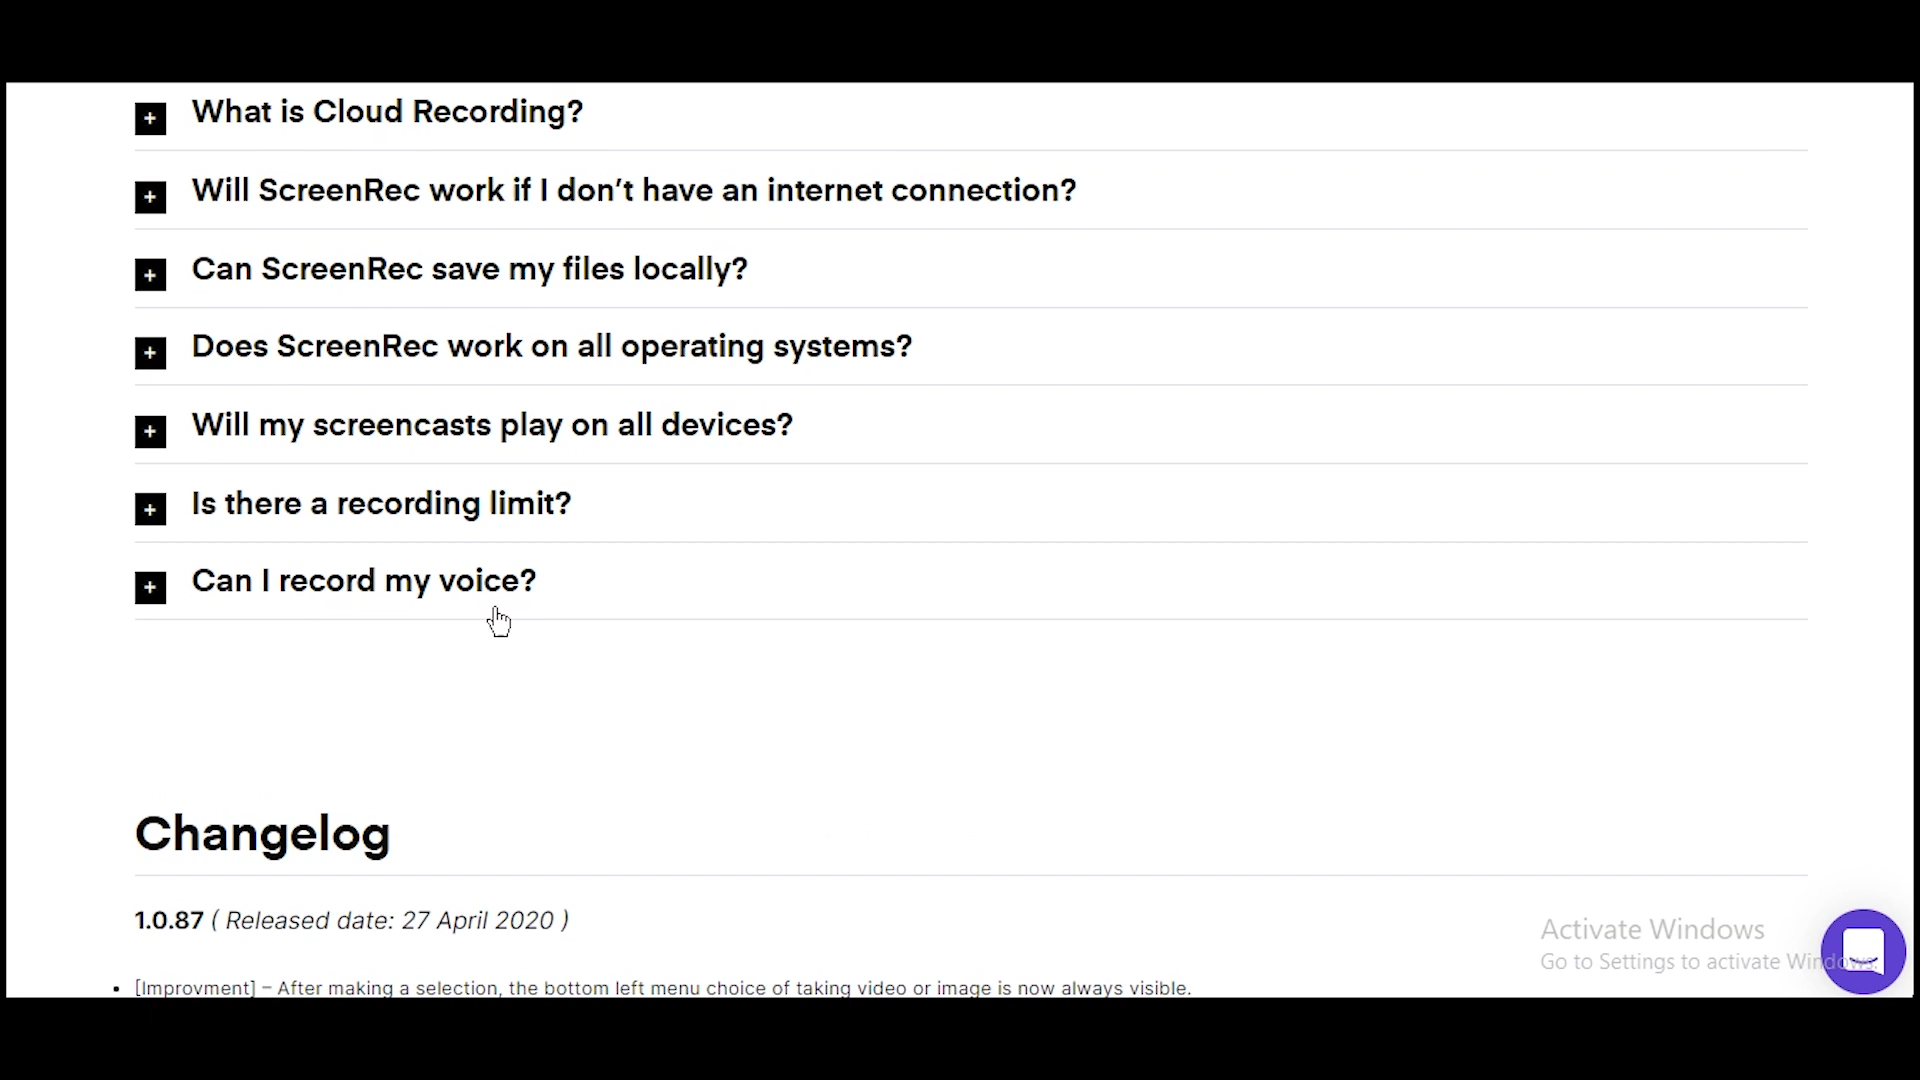 + What is Cloud Recording?
+ Will ScreenRec work if I don’t have an internet connection?
+ Can ScreenRec save my files locally?
+ Does ScreenRec work on all operating systems?
+ Will my screencasts play on all devices?
+ Is there a recording limit?
+ Can I record my voice?
Changelog
1.0.87 ( Released date: 27 April 2020 )
• [Improvment] – After making a selection, the bottom left menu choice of taking video or image is now always visible.
Activate Windows
Go to Settings to activate Windows.